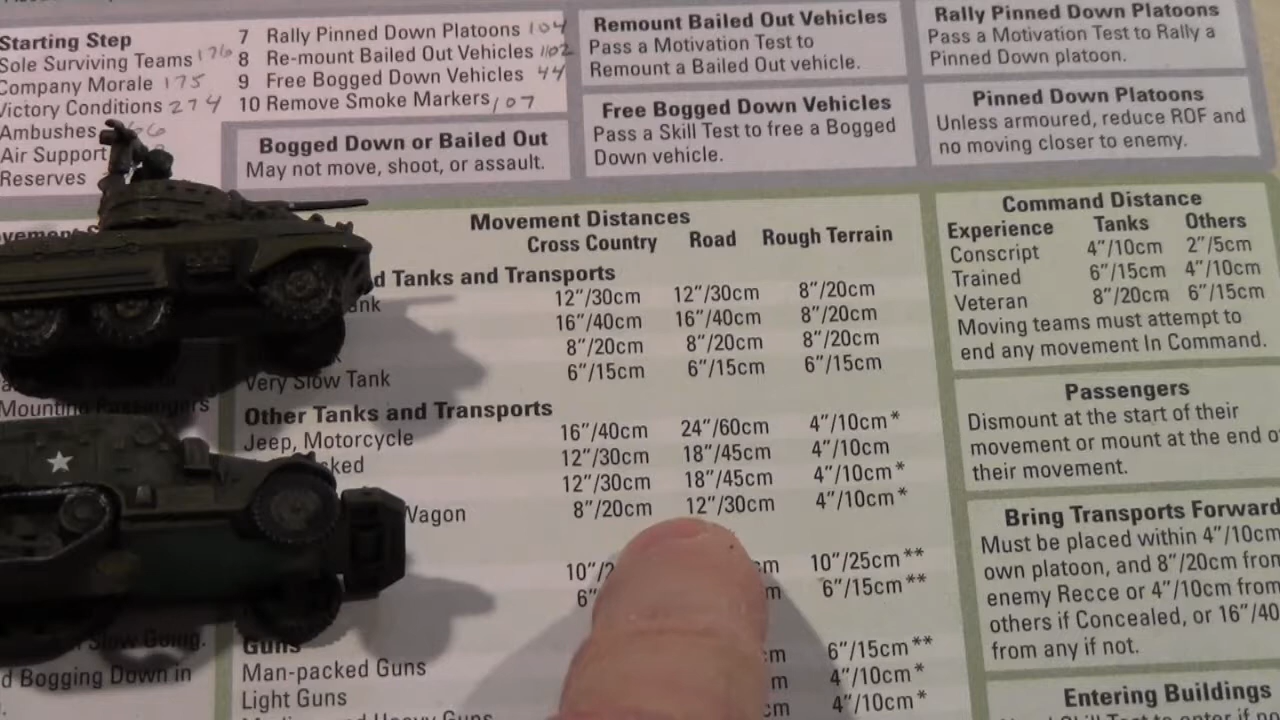 Starting Step
Sole Surviving Teams 176
Company Morale 175
Victory Conditions 274
Ambushes
Air Support
Reserves
7 Rally Pinned Down Platoons 104
8 Re-mount Bailed Out Vehicles 102
9 Free Bogged Down Vehicles 44
10 Remove Smoke Markers 107
Bogged Down or Bailed Out
May not move, shoot, or assault.
Remount Bailed Out Vehicles
Pass a Motivation Test to
Remount a Bailed Out vehicle.
Free Bogged Down Vehicles
Pass a Skill Test to free a Bogged
Down vehicle.
Rally Pinned Down Platoons
Pass a Motivation Test to Rally a
Pinned Down platoon.
Pinned Down Platoons
Unless armoured, reduce ROF and
no moving closer to enemy.
Movement Distances
Cross Country Road Rough Terrain
d Tanks and Transports
12"/30cm 12"/30cm 8"/20cm
ank 16"/40cm 16"/40cm 8"/20cm
8"/20cm 8"/20cm 8"/20cm
Very Slow Tank 6"/15cm 6"/15cm 6"/15cm
Other Tanks and Transports
Jeep, Motorcycle 16"/40cm 24"/60cm 4"/10cm*
ked 12"/30cm 18"/45cm 4"/10cm
12"/30cm 18"/45cm 4"/10cm*
Wagon 8"/20cm 12"/30cm 4"/10cm*
10"/2 cm 10"/25cm**
6" m 6"/15cm**
Guns
Man-packed Guns cm 6"/15cm**
Light Guns m 4"/10cm*
cm 4"/10cm*
Mounting Passengers
Slow Going.
d Bogging Down in
Command Distance
Experience Tanks Others
Conscript 4"/10cm 2"/5cm
Trained 6"/15cm 4"/10cm
Veteran 8"/20cm 6"/15cm
Moving teams must attempt to
end any movement In Command.
Passengers
Dismount at the start of their
movement or mount at the end o
their movement.
Bring Transports Forward
Must be placed within 4"/10cm
own platoon, and 8"/20cm from
enemy Recce or 4"/10cm from
others if Concealed, or 16"/40
from any if not.
Entering Buildings